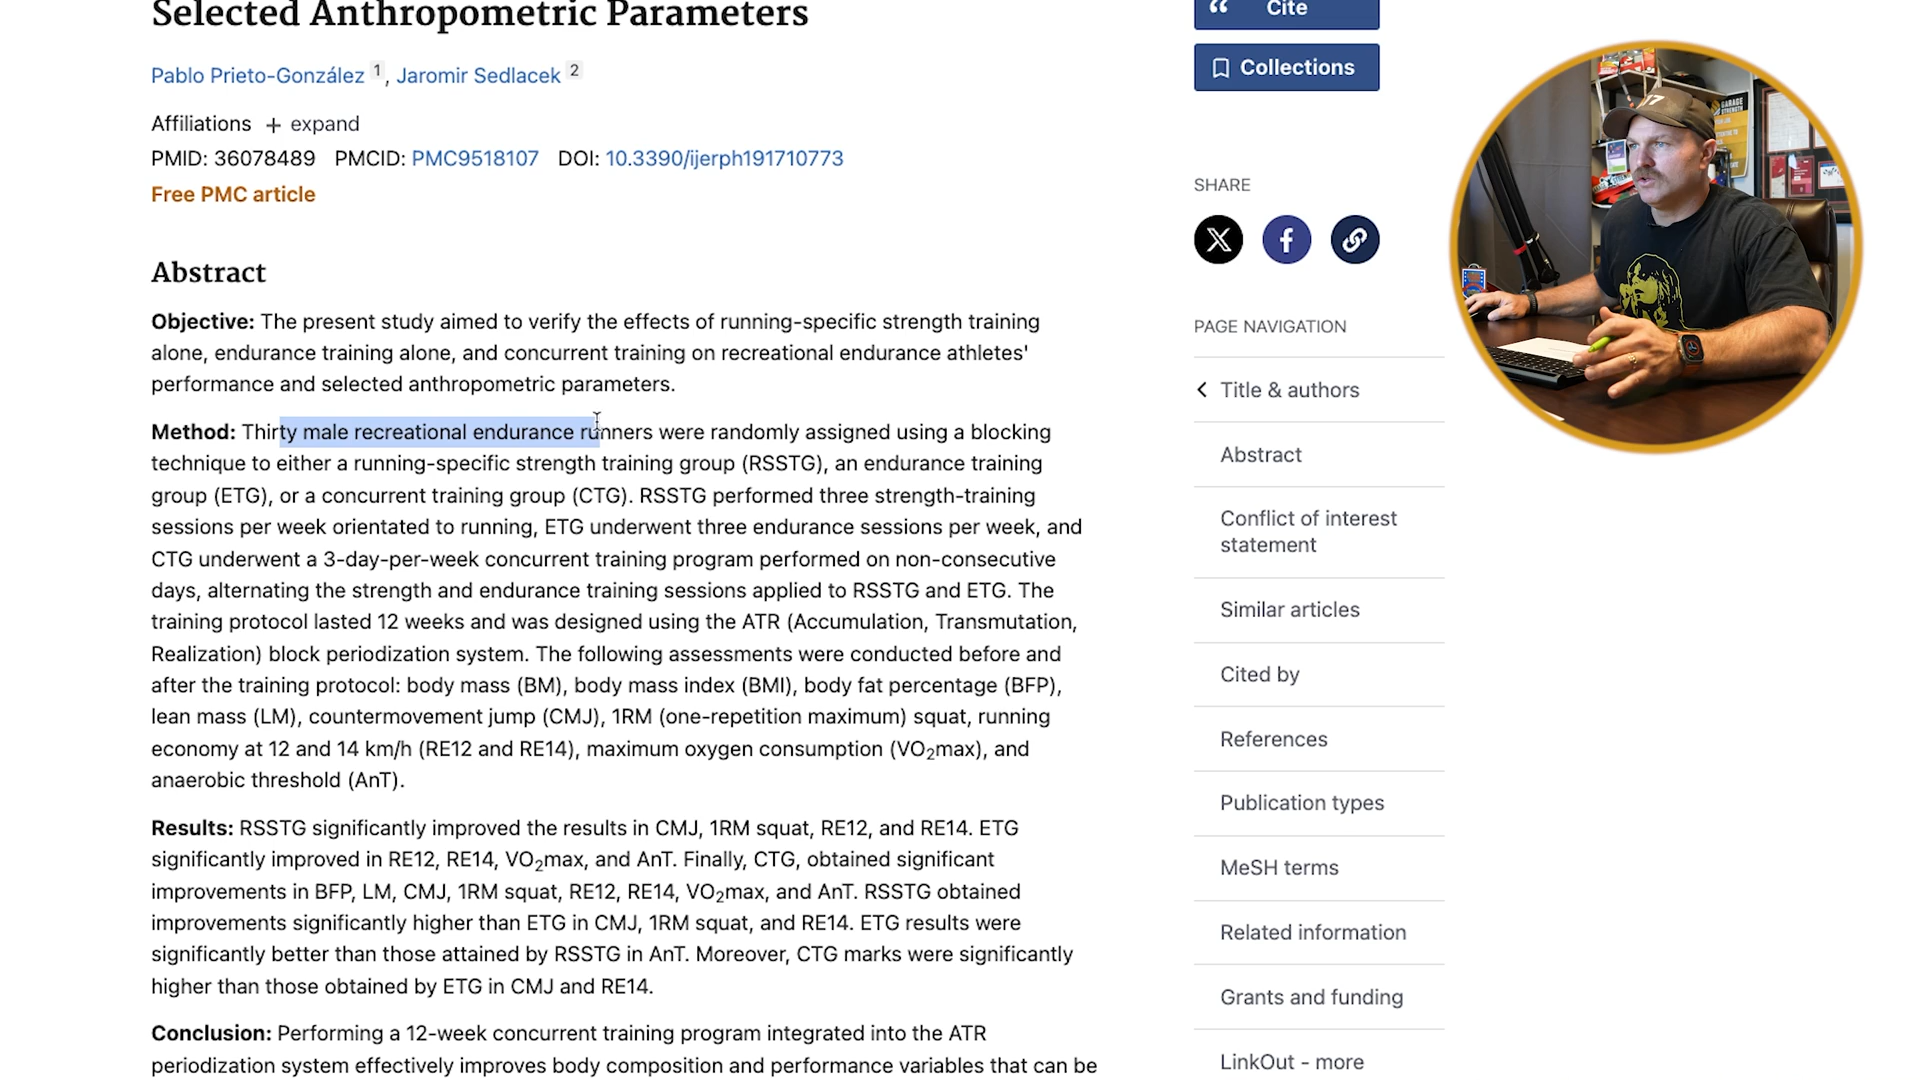 Selected Anthropometric Parameters
Pablo Prieto-González 1, Jaromir Sedlacek 2
Affiliations + expand
PMID: 36078489 PMCID: PMC9518107 DOI: 10.3390/ijerph191710773
Free PMC article
Abstract
Objective: The present study aimed to verify the effects of running-specific strength training
alone, endurance training alone, and concurrent training on recreational endurance athletes'
performance and selected anthropometric parameters.
Method: Thirty male recreational endurance runners were randomly assigned using a blocking
technique to either a running-specific strength training group (RSSTG), an endurance training
group (ETG), or a concurrent training group (CTG). RSSTG performed three strength-training
sessions per week orientated to running, ETG underwent three endurance sessions per week, and
CTG underwent a 3-day-per-week concurrent training program performed on non-consecutive
days, alternating the strength and endurance training sessions applied to RSSTG and ETG. The
training protocol lasted 12 weeks and was designed using the ATR (Accumulation, Transmutation,
Realization) block periodization system. The following assessments were conducted before and
after the training protocol: body mass (BM), body mass index (BMI), body fat percentage (BFP),
lean mass (LM), countermovement jump (CMJ), 1RM (one-repetition maximum) squat, running
economy at 12 and 14 km/h (RE12 and RE14), maximum oxygen consumption (VO2max), and
anaerobic threshold (AnT).
Results: RSSTG significantly improved the results in CMJ, 1RM squat, RE12, and RE14. ETG
significantly improved in RE12, RE14, VO2max, and AnT. Finally, CTG, obtained significant
improvements in BFP, LM, CMJ, 1RM squat, RE12, RE14, VO2max, and AnT. RSSTG obtained
improvements significantly higher than ETG in CMJ, 1RM squat, and RE14. ETG results were
significantly better than those attained by RSSTG in AnT. Moreover, CTG marks were significantly
higher than those obtained by ETG in CMJ and RE14.
Conclusion: Performing a 12-week concurrent training program integrated into the ATR
periodization system effectively improves body composition and performance variables that can be
Cite
Collections
SHARE
PAGE NAVIGATION
Title & authors
Abstract
Conflict of interest
statement
Similar articles
Cited by
References
Publication types
MeSH terms
Related information
Grants and funding
LinkOut - more
GARAGE
STRENGTH